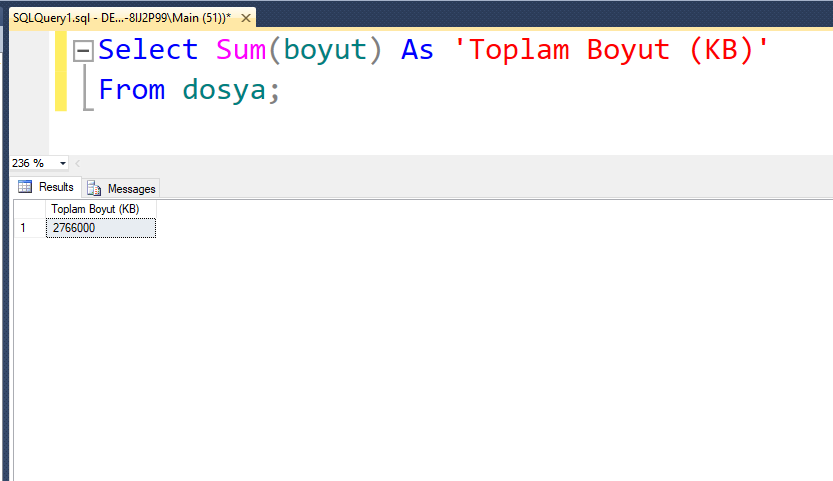 SQLQuery1.sql - DE...-8IJ2P99\Main (51))*
Select Sum(boyut) As 'Toplam Boyut (KB)'
From dosya;
236 %
Results Messages
Toplam Boyut (KB)
1 2766000